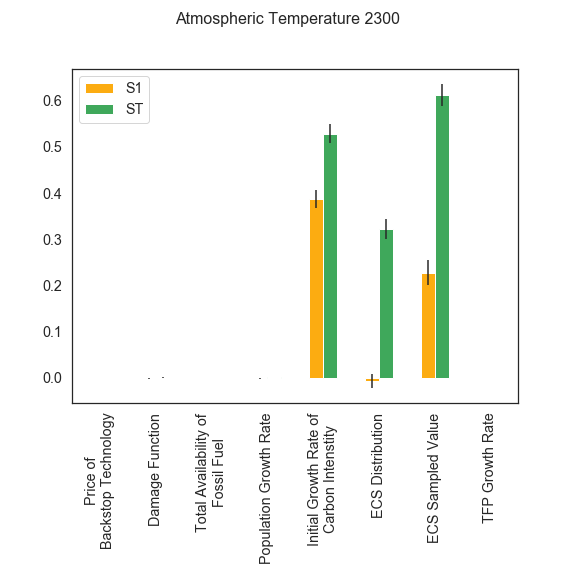 Atmospheric Temperature 2300
S1
ST
0.6
0.5
0.4
0.3
0.2
0.1
0.0
Price of
Backstop Technology
Damage Function
Total Availability of
Fossil Fuel
Population Growth Rate
Initial Growth Rate of
Carbon Intenstity
ECS Distribution
ECS Sampled Value
TFP Growth Rate